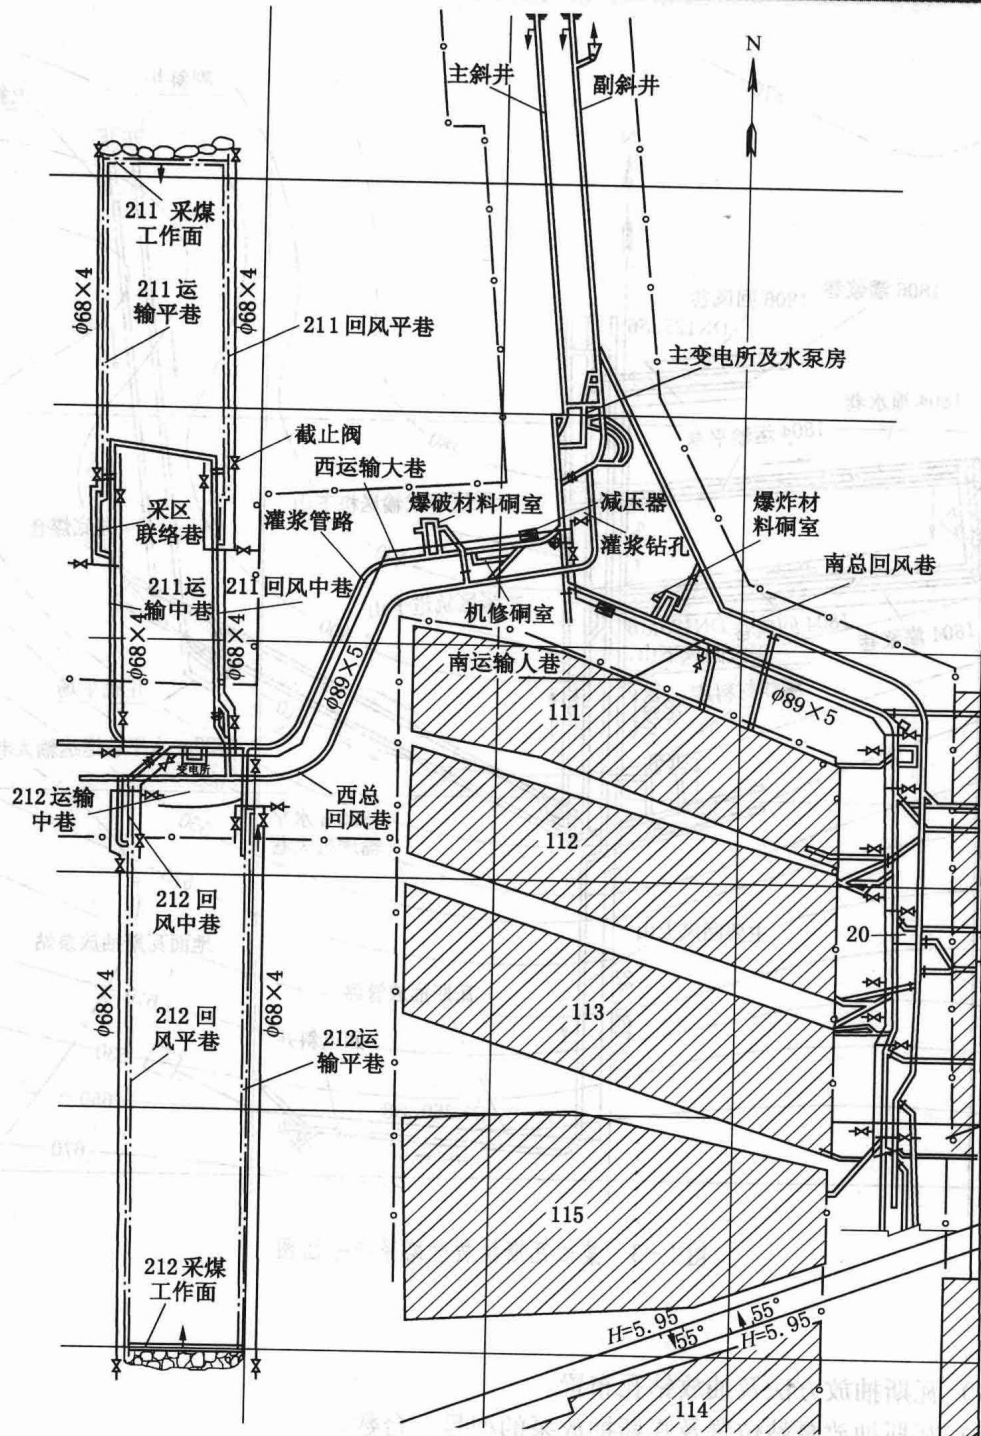 N
主斜井
副斜井
211 采煤
工作面
φ68×4
211 运
输平巷
φ68×4
211 回风平巷
主变电所及水泵房
截止阀
西运输大巷
采区
联络巷
灌浆管路
爆破材料硐室
减压器
灌浆钻孔
爆炸材
料硐室
南总回风巷
211 运
输中巷
211 回风中巷
机修硐室
φ68×4
φ68×4
φ89×5
南运输人巷
111
φ89×5
变电所
212 运输
中巷
西总
回风巷
112
212 回
风中巷
20
φ68×4
φ68×4
212 回
风平巷
212运
输平巷
113
115
212 采煤
工作面
H=5.95
55°
55°
H=5.95
114